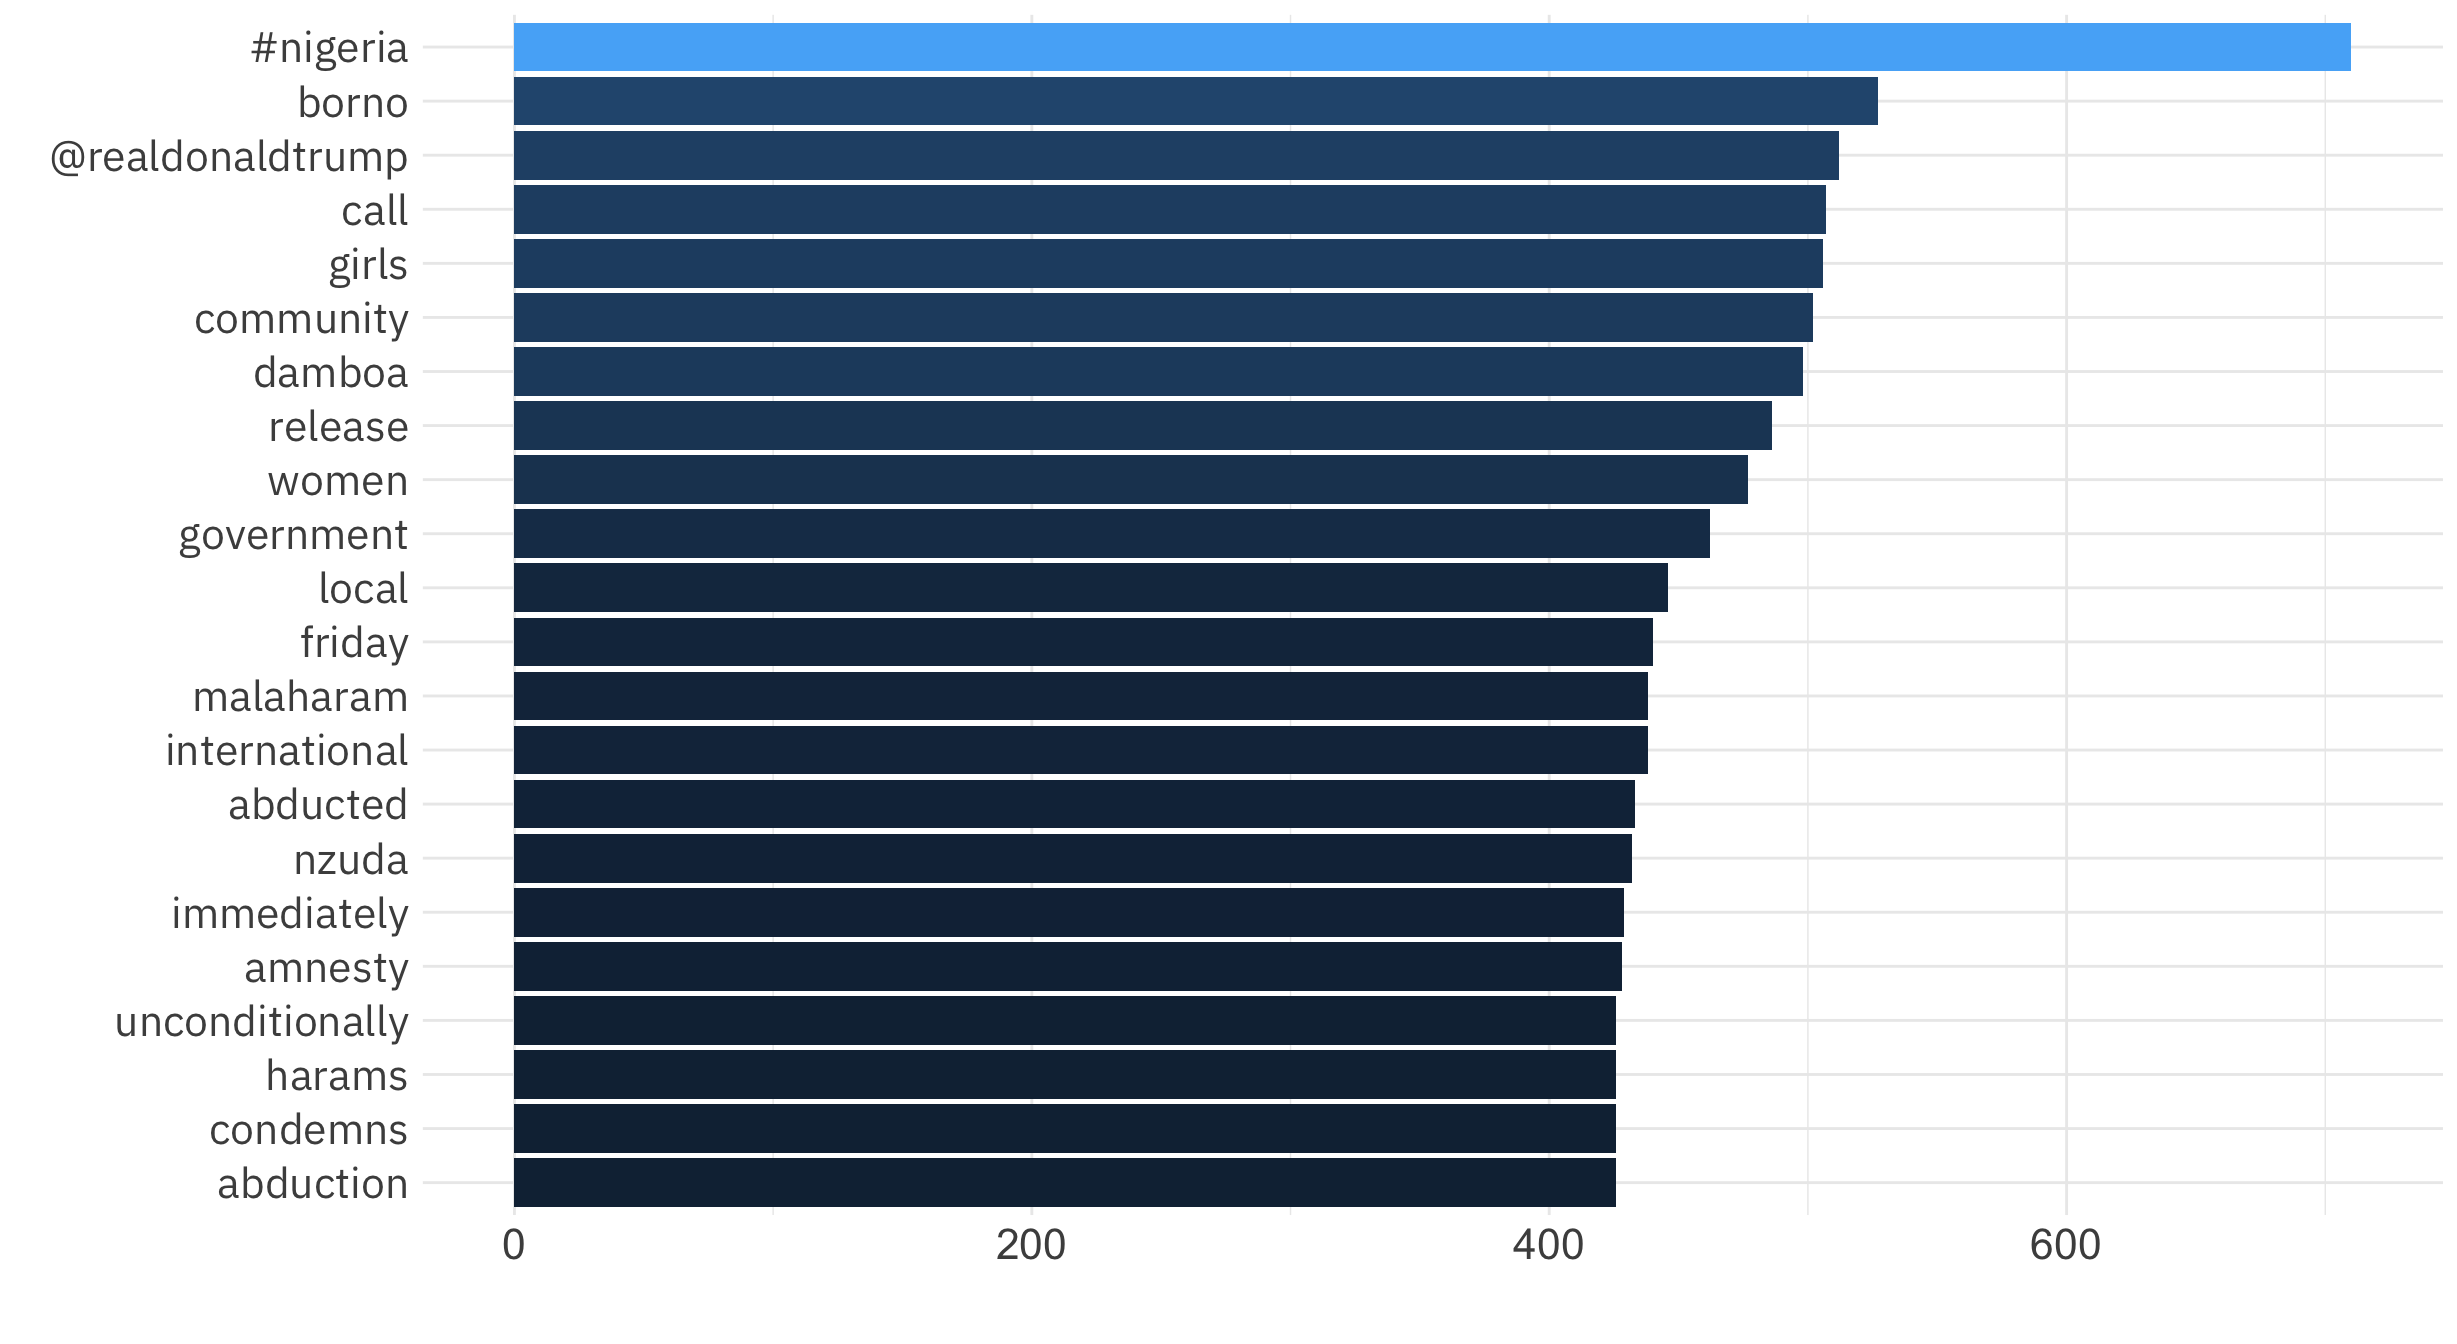 #nigeria
borno
@realdonaldtrump
call
girls
community
damboa
release
women
government
local
friday
malaharam
international
abducted
nzuda
immediately
amnesty
unconditionally
harams
condemns
abduction
0 200 400 600